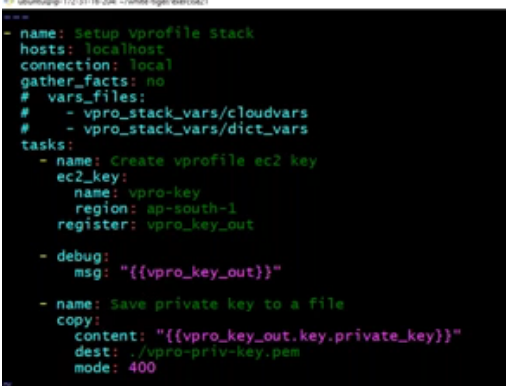 ---
- name: Setup Vprofile Stack
  hosts: localhost
  connection: local
  gather_facts: no
  #  vars_files:
  #    - vpro_stack_vars/cloudvars
  #    - vpro_stack_vars/dict_vars
  tasks:
    - name: Create vprofile ec2 key
      ec2_key:
        name: vpro-key
        region: ap-south-1
      register: vpro_key_out

    - debug:
        msg: "{{vpro_key_out}}"

    - name: Save private key to a file
      copy:
        content: "{{vpro_key_out.key.private_key}}"
        dest: ./vpro-priv-key.pem
        mode: 400
~